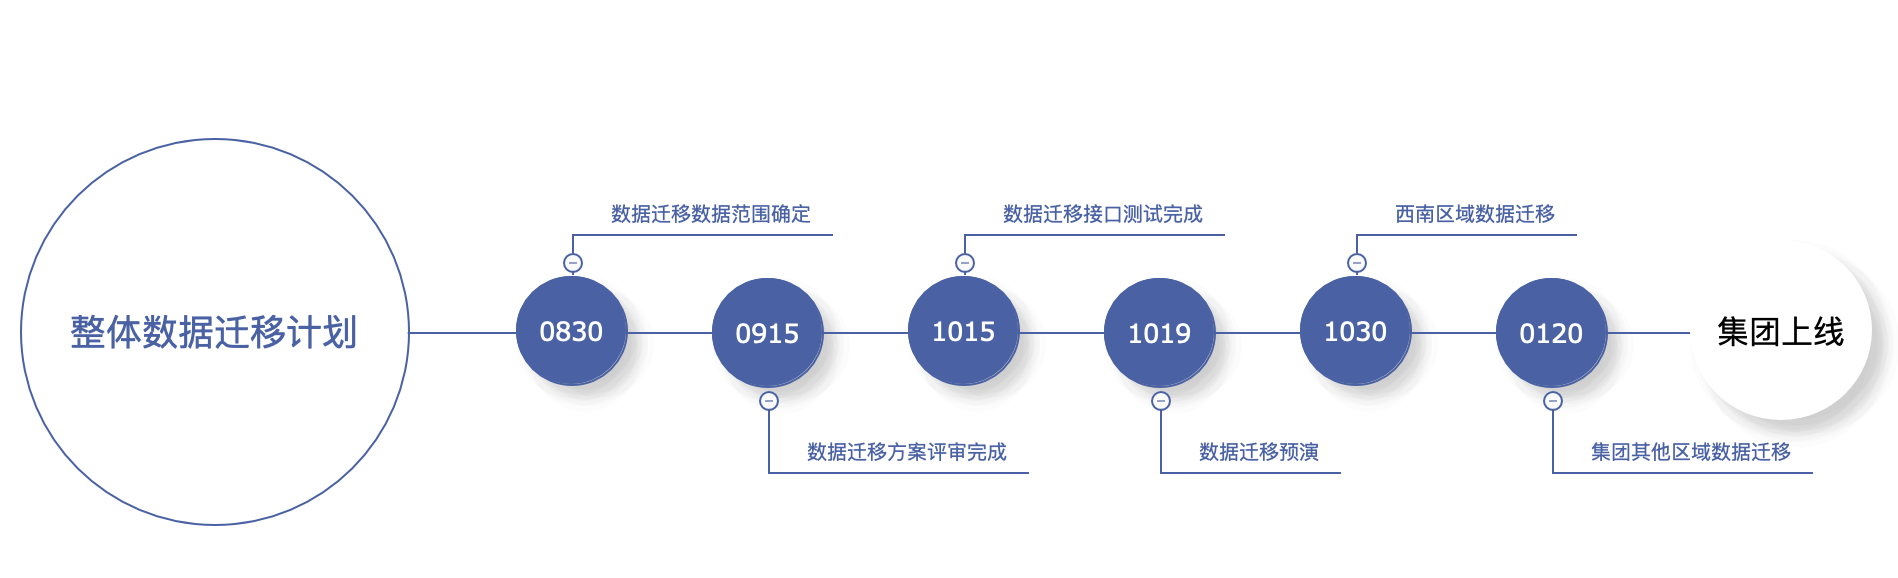 整体数据迁移计划
0830
数据迁移数据范围确定
0915
数据迁移方案评审完成
1015
数据迁移接口测试完成
1019
数据迁移预演
1030
西南区域数据迁移
0120
集团其他区域数据迁移
集团上线